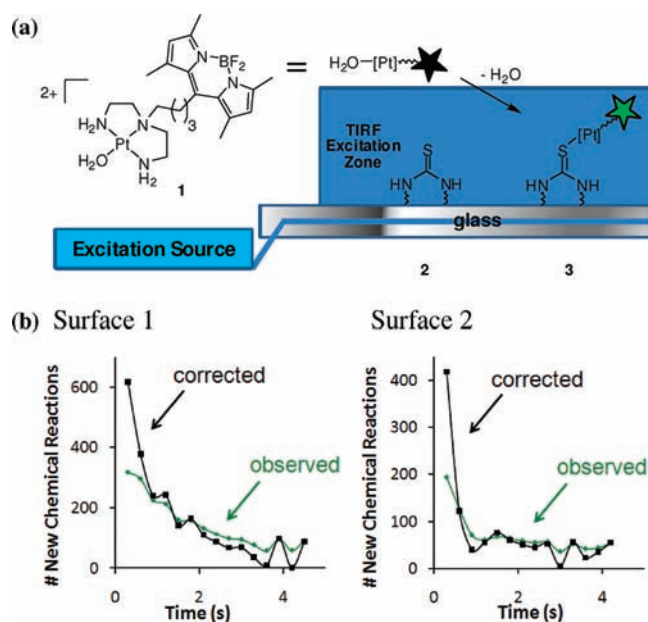 (a)
2+
BF2
N N
N
H2N
Pt
H2O
NH2
3
1
=
H2O [Pt]
- H2O
TIRF
Excitation
Zone
S
HN NH
[Pt]
S
HN NH
glass
Excitation Source
2 3
(b) Surface 1
Surface 2
# New Chemical Reactions
600
400
200
0
corrected
observed
0 2 4
Time (s)
# New Chemical Reactions
400
300
200
100
0
corrected
observed
0 2 4
Time (s)